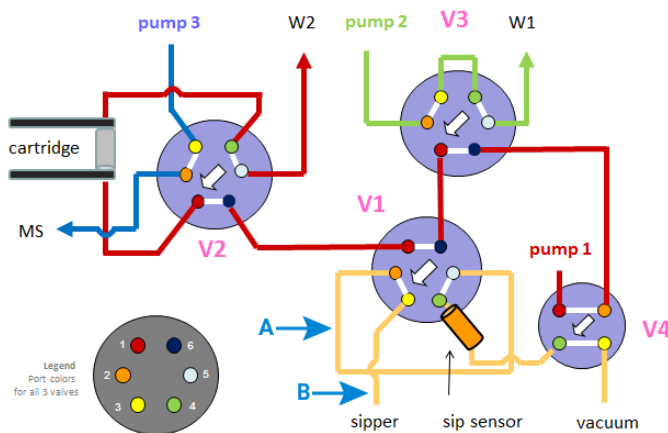 pump 3
W2
pump 2
V3
W1
cartridge
MS
V2
V1
pump 1
A
V4
B
Legend
Port colors
for all 3 valves
1
6
2
5
3
4
sipper
sip sensor
vacuum